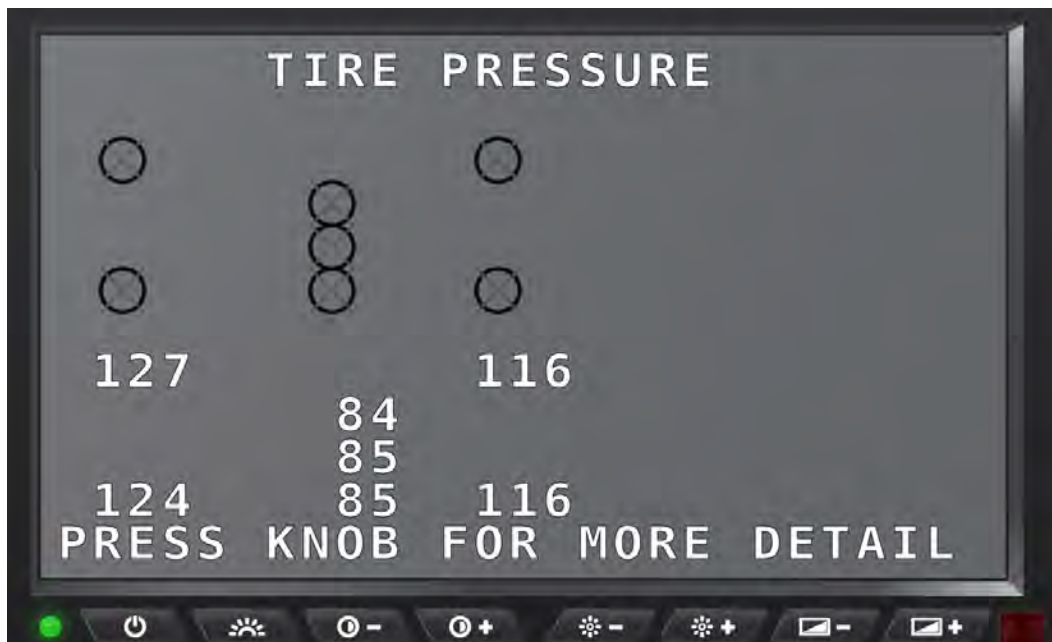 TIRE PRESSURE
127 116
84
85
124 85 116
PRESS KNOB FOR MORE DETAIL